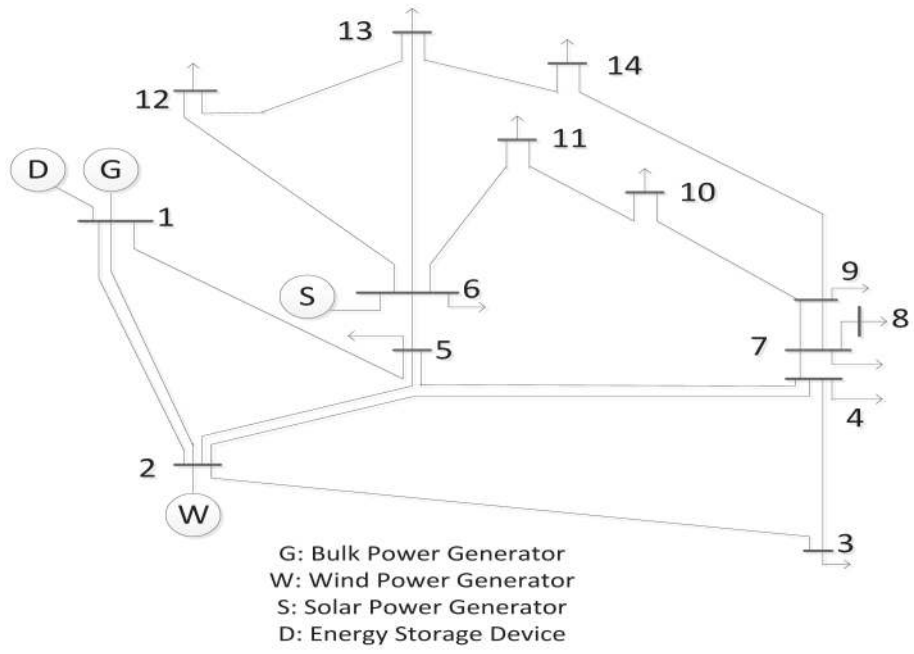 13
14
12
11
D
G
10
1
9
S
6
8
7
5
4
2
W
3
G: Bulk Power Generator
W: Wind Power Generator
S: Solar Power Generator
D: Energy Storage Device